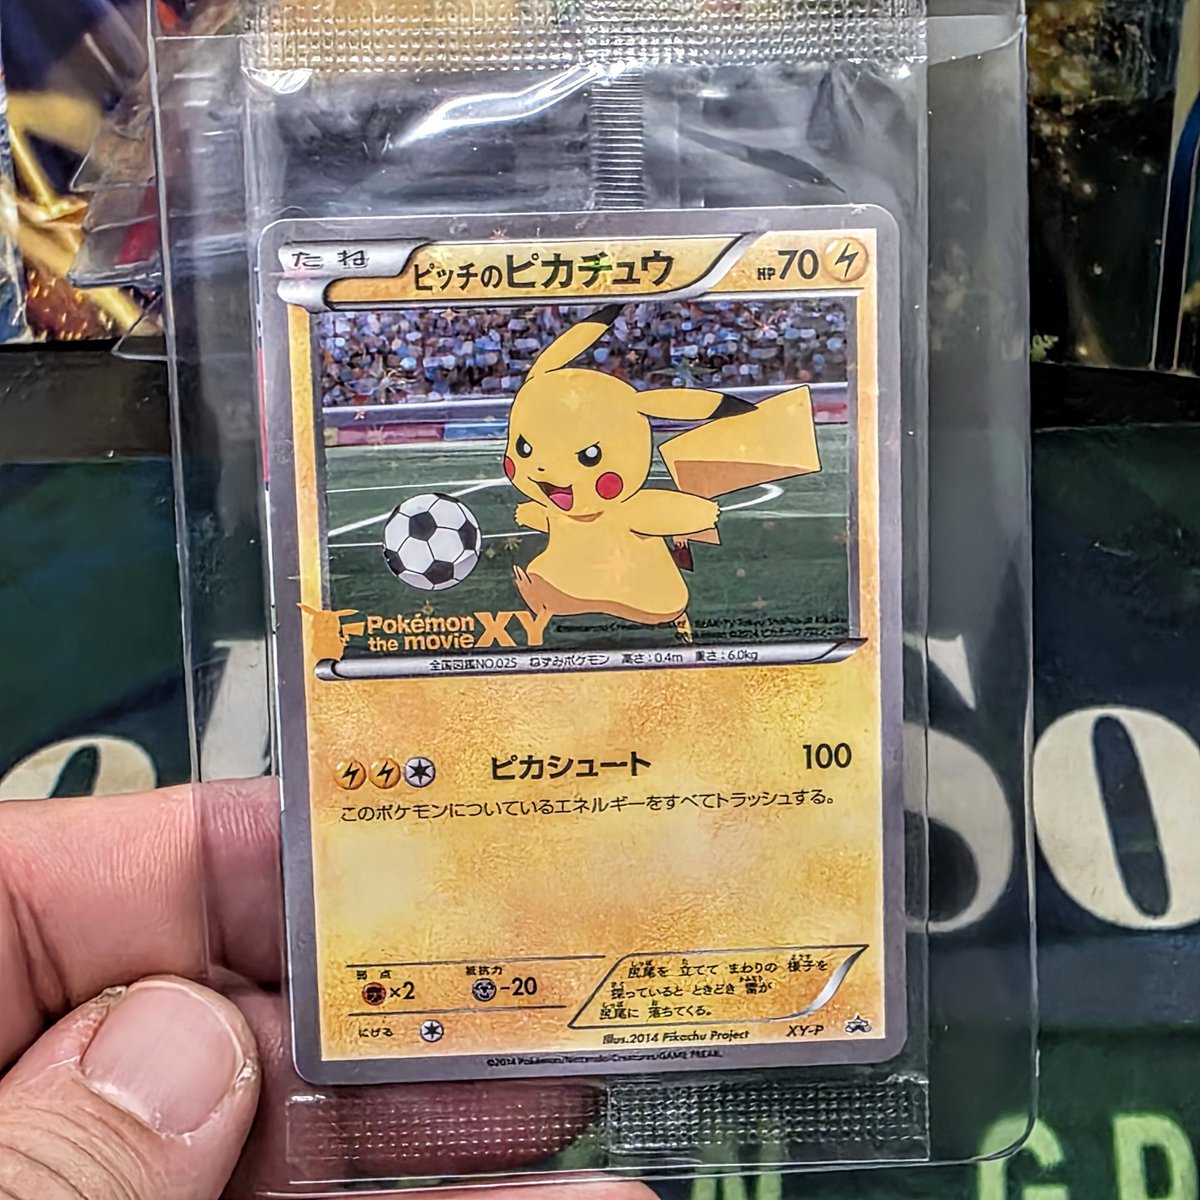 たね
ピッチのピカチュウ
HP70
Pokémon
the movie XY
全国図鑑NO.025 ねずみポケモン 高さ：0.4m 重さ：6.0kg
ピカシュート 100
このポケモンについているエネルギーをすべてトラッシュする。
弱点
×2
抵抗力
-20
にげる
尻尾を 立てて まわりの 様子を
探っていると ときどき 雷が
尻尾に 落ちてくる。
Illus.2014 Pikachu Project
XY-P
©2014 Pokémon/Nintendo/Creatures/GAME FREAK.